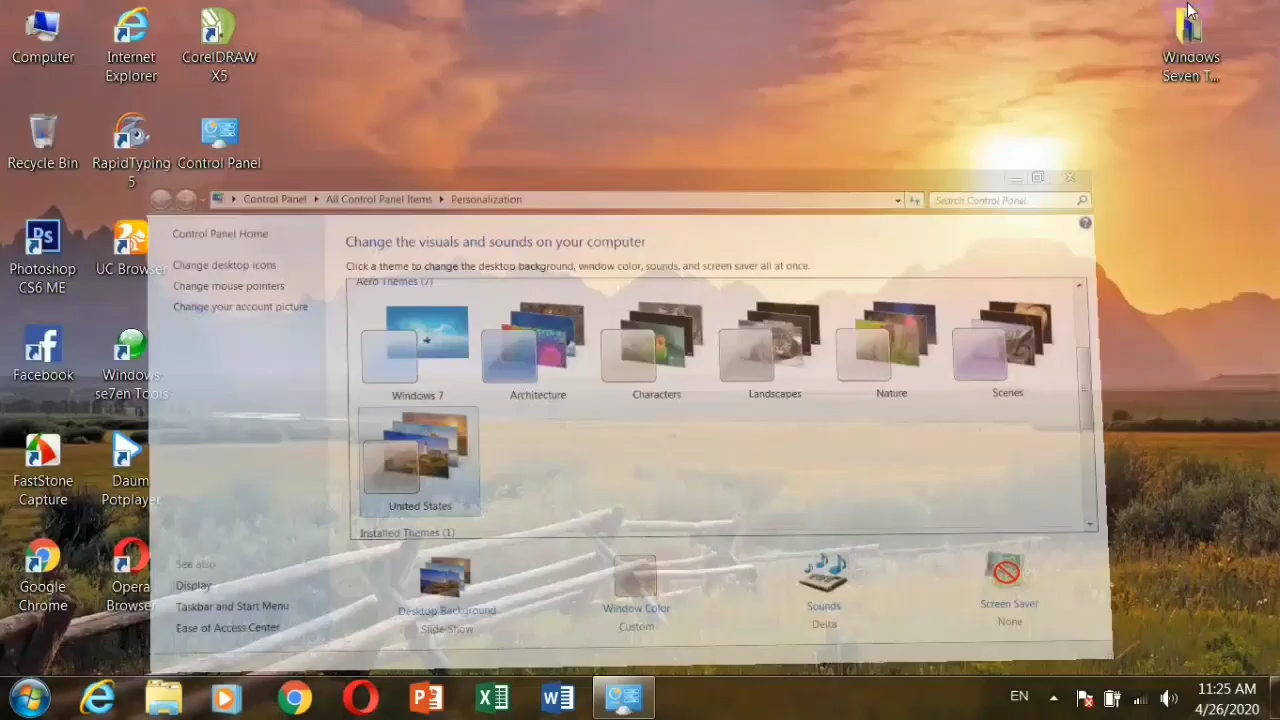 Computer
Internet
Explorer
CorelDRAW
X5
Windows
Seven T...
Recycle Bin
RapidTyping
5
Control Panel
Photoshop
CS6 ME
UC Browser
Facebook
Windows
se7en Tools
FastStone
Capture
Daum
Potplayer
Google
Chrome
Opera
Browser
Control Panel
All Control Panel Items
Personalization
Search Control Panel
Control Panel Home
Change desktop icons
Change mouse pointers
Change your account picture
Change the visuals and sounds on your computer
Click a theme to change the desktop background, window color, sounds, and screen saver all at once.
Aero Themes (7)
Windows 7
Architecture
Characters
Landscapes
Nature
Scenes
United States
Installed Themes (1)
See also
Display
Taskbar and Start Menu
Ease of Access Center
Desktop Background
Slide Show
Window Color
Custom
Sounds
Delta
Screen Saver
None
EN
11:25 AM
4/26/2020